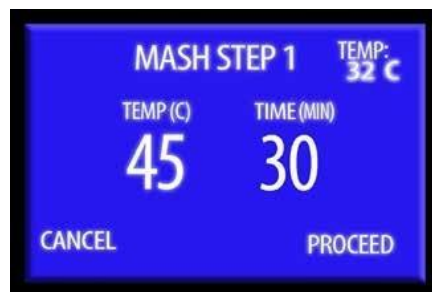 MASH STEP 1
TEMP:
32 C
TEMP (C)
TIME (MIN)
45
30
CANCEL
PROCEED